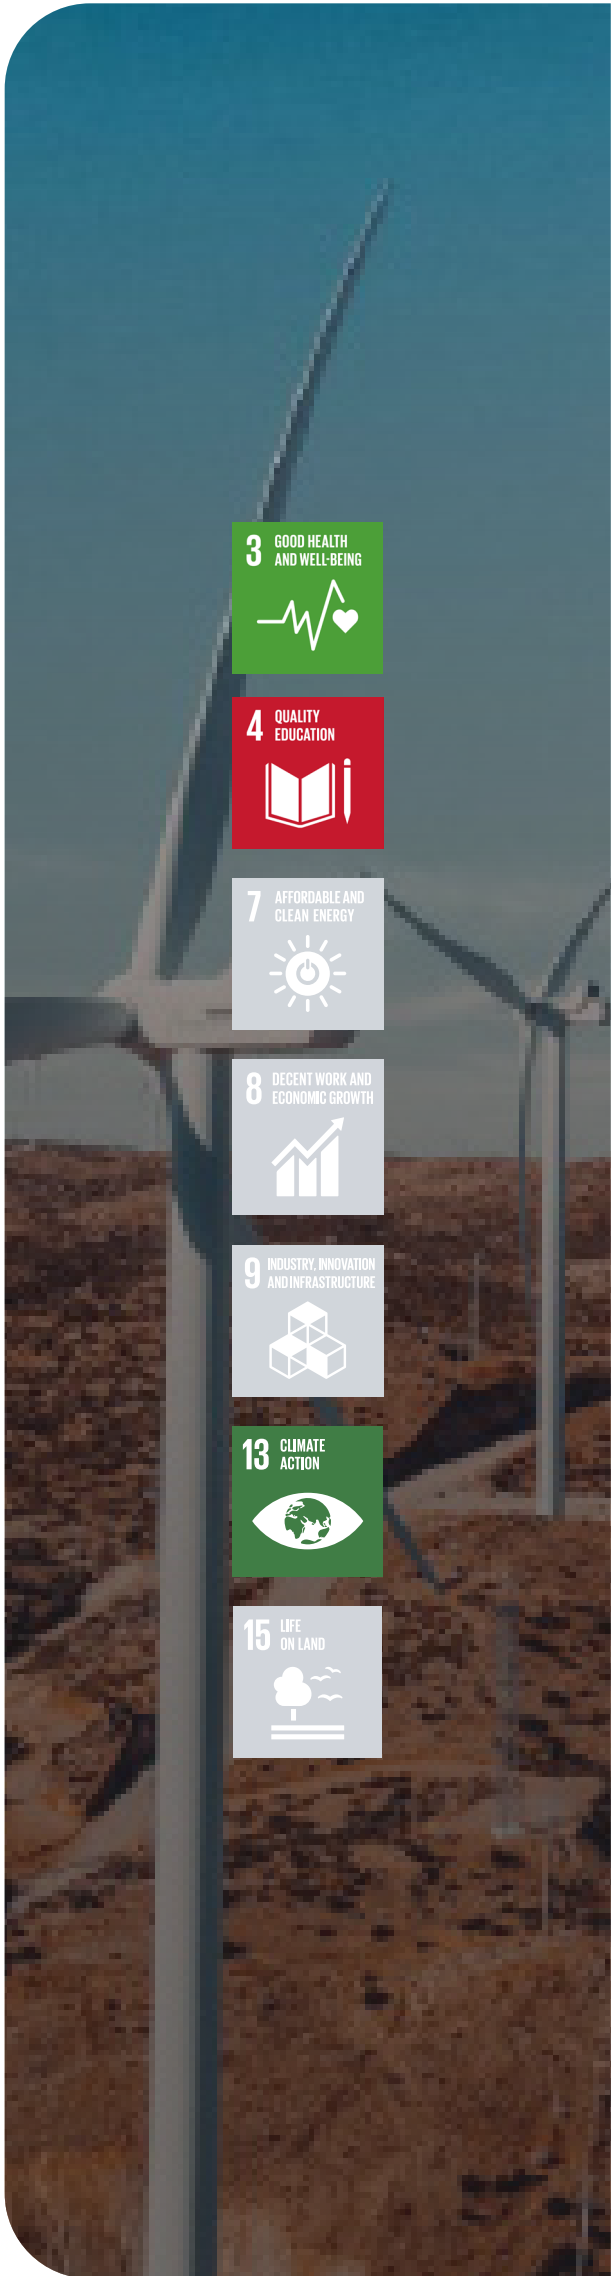 3 GOOD HEALTH
AND WELL-BEING
4 QUALITY
EDUCATION
7 AFFORDABLE AND
CLEAN ENERGY
8 DECENT WORK AND
ECONOMIC GROWTH
9 INDUSTRY, INNOVATION
AND INFRASTRUCTURE
13 CLIMATE
ACTION
15 LIFE
ON LAND